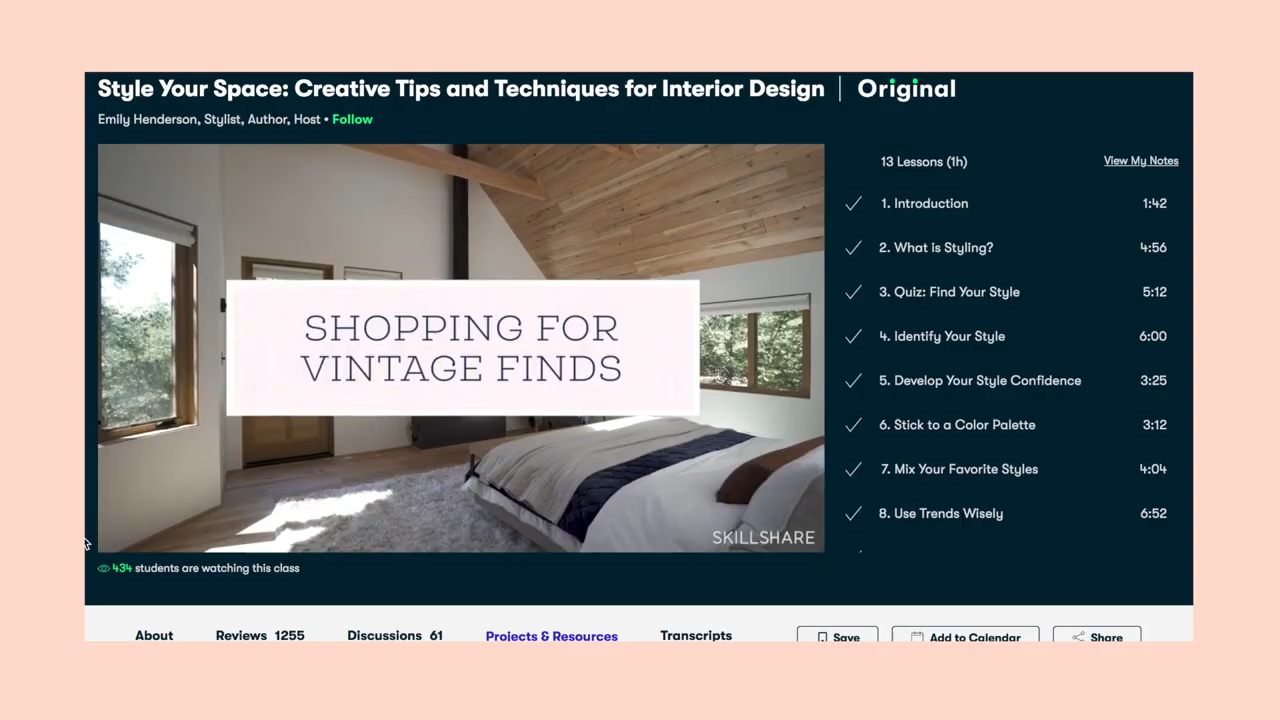 Style Your Space: Creative Tips and Techniques for Interior Design | Original
Emily Henderson, Stylist, Author, Host • Follow
SHOPPING FOR
VINTAGE FINDS
SKILLSHARE
434 students are watching this class
13 Lessons (1h)
View My Notes
1. Introduction 1:42
2. What is Styling? 4:56
3. Quiz: Find Your Style 5:12
4. Identify Your Style 6:00
5. Develop Your Style Confidence 3:25
6. Stick to a Color Palette 3:12
7. Mix Your Favorite Styles 4:04
8. Use Trends Wisely 6:52
About Reviews 1255 Discussions 61 Projects & Resources Transcripts Save Add to Calendar Share